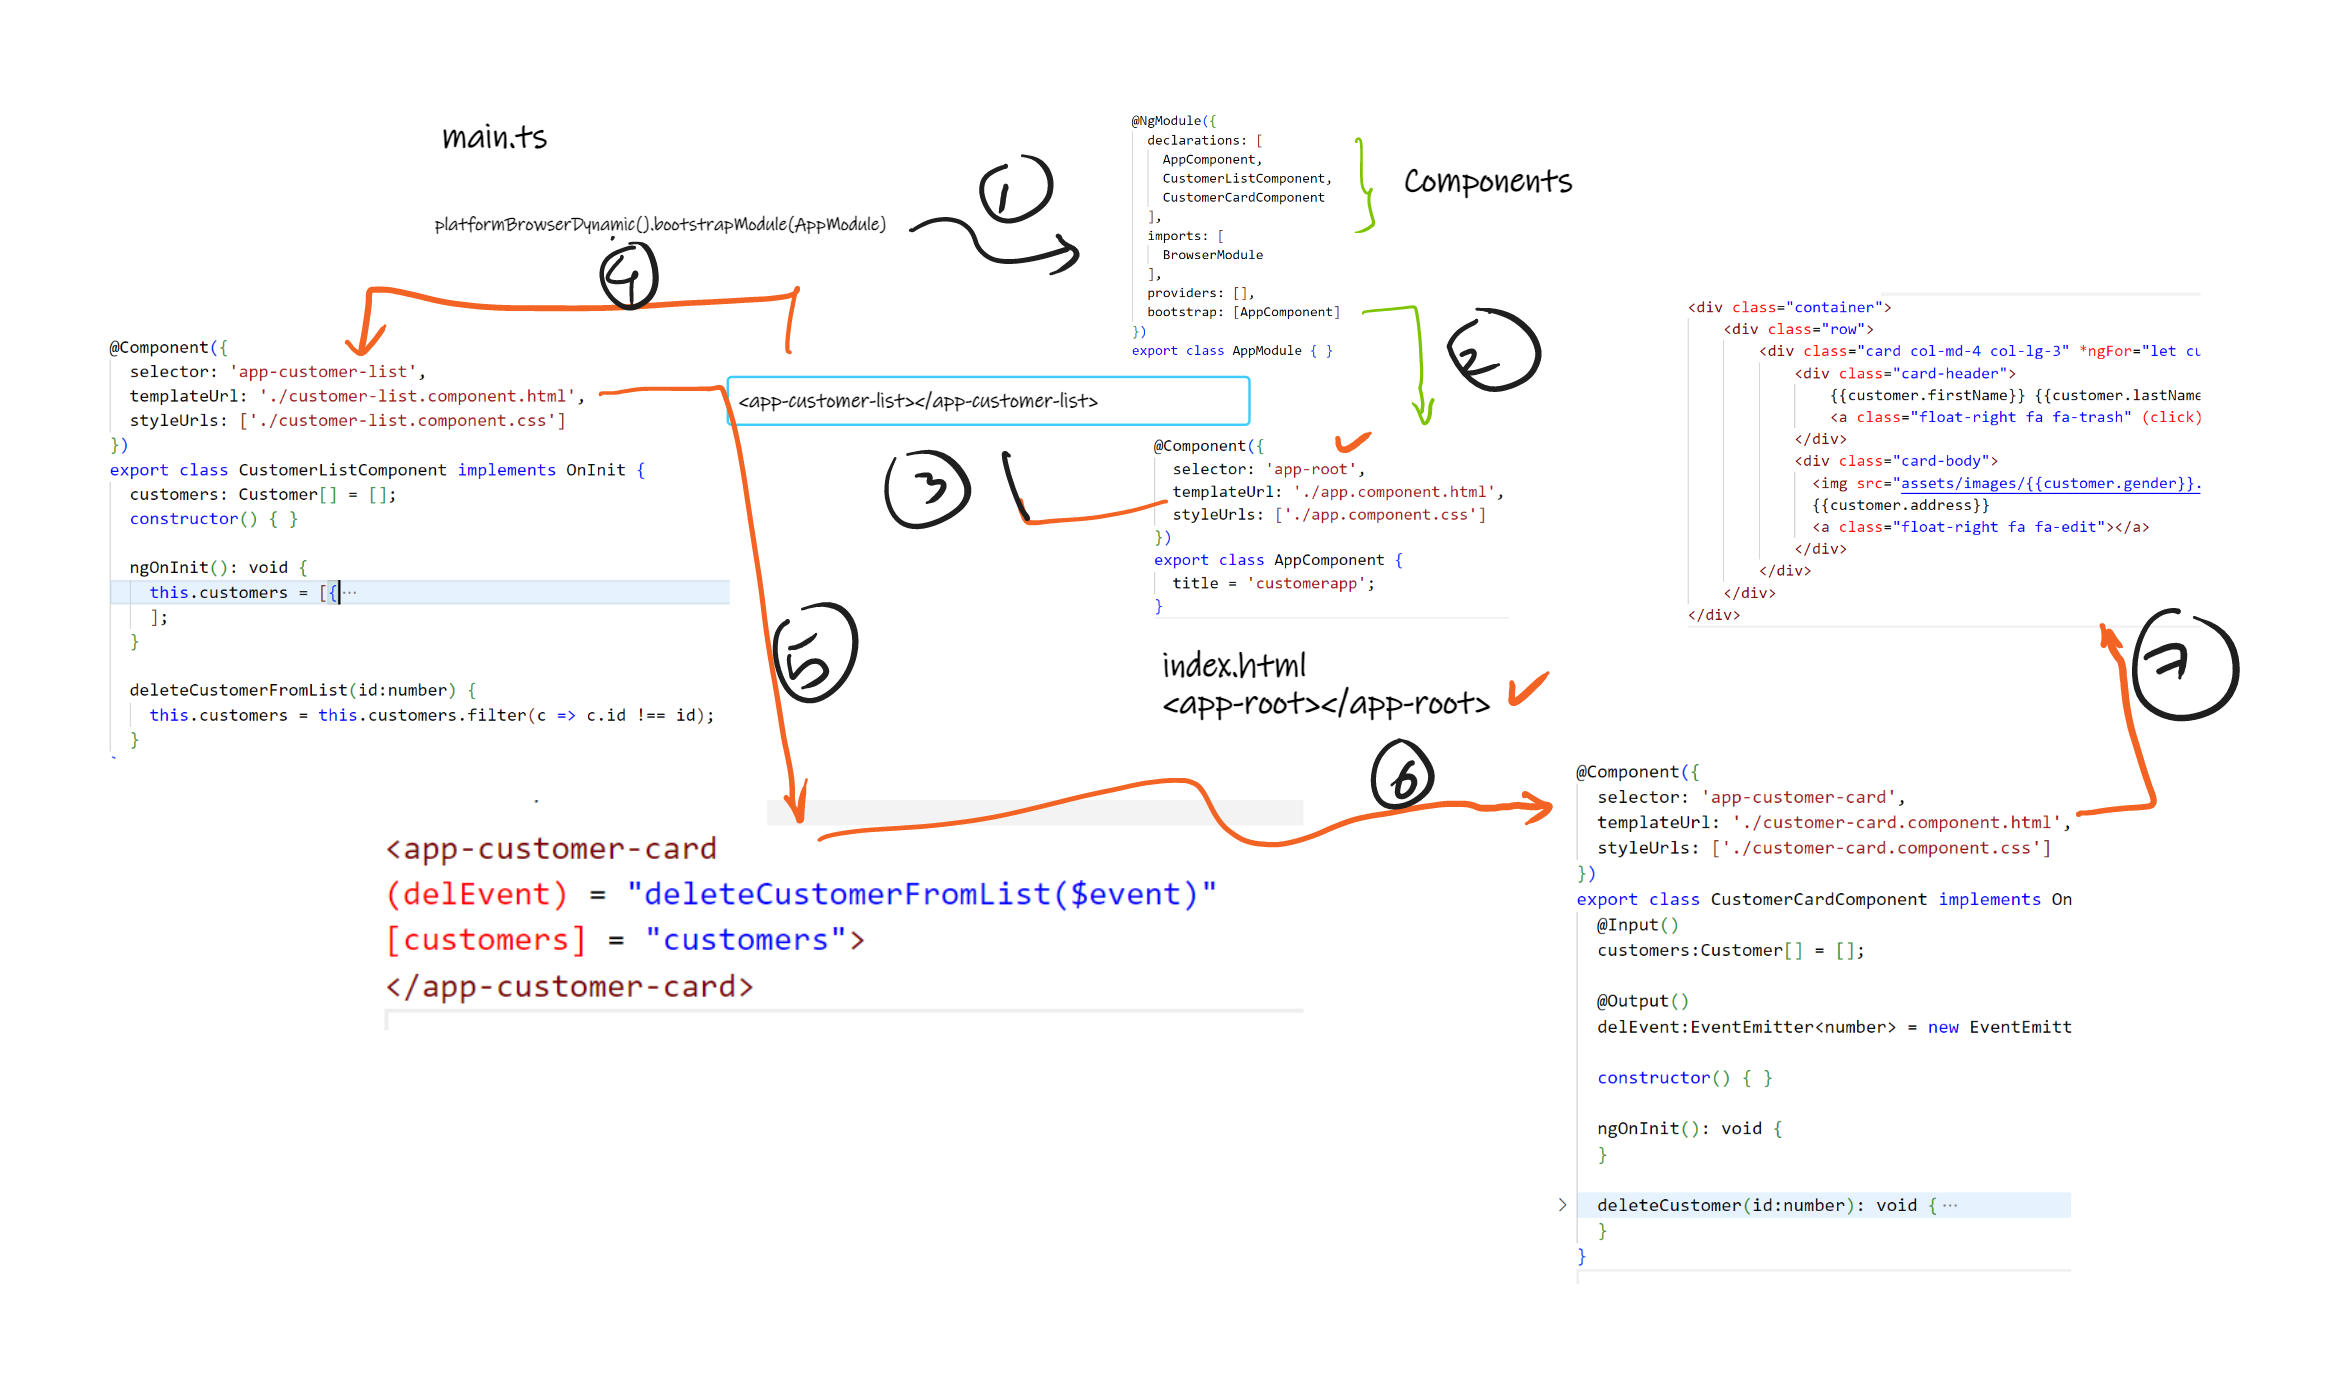 main.ts
platformBrowserDynamic().bootstrapModule(AppModule)
1
@NgModule({
declarations: [
AppComponent,
CustomerListComponent,
CustomerCardComponent
],
imports: [
BrowserModule
],
providers: [],
bootstrap: [AppComponent]
})
export class AppModule { }
Components
2
4
@Component({
selector: 'app-customer-list',
templateUrl: './customer-list.component.html',
styleUrls: ['./customer-list.component.css']
})
export class CustomerListComponent implements OnInit {
customers: Customer[] = [];
constructor() { }
ngOnInit(): void {
this.customers = [{...
];
}
deleteCustomerFromList(id:number) {
this.customers = this.customers.filter(c => c.id !== id);
}
<app-customer-list></app-customer-list>
3
@Component({
selector: 'app-root',
templateUrl: './app.component.html',
styleUrls: ['./app.component.css']
})
export class AppComponent {
title = 'customerapp';
}
index.html
<app-root></app-root>
<div class="container">
<div class="row">
<div class="card col-md-4 col-lg-3" *ngFor="let cu
<div class="card-header">
{{customer.firstName}} {{customer.lastName
<a class="float-right fa fa-trash" (click)
</div>
<div class="card-body">
<img src="assets/images/{{customer.gender}}.
{{customer.address}}
<a class="float-right fa fa-edit"></a>
</div>
</div>
</div>
</div>
5
6
7
<app-customer-card
(delEvent) = "deleteCustomerFromList($event)"
[customers] = "customers">
</app-customer-card>
@Component({
selector: 'app-customer-card',
templateUrl: './customer-card.component.html',
styleUrls: ['./customer-card.component.css']
})
export class CustomerCardComponent implements On
@Input()
customers:Customer[] = [];
@Output()
delEvent:EventEmitter<number> = new EventEmitt
constructor() { }
ngOnInit(): void {
}
deleteCustomer(id:number): void {...
}
}